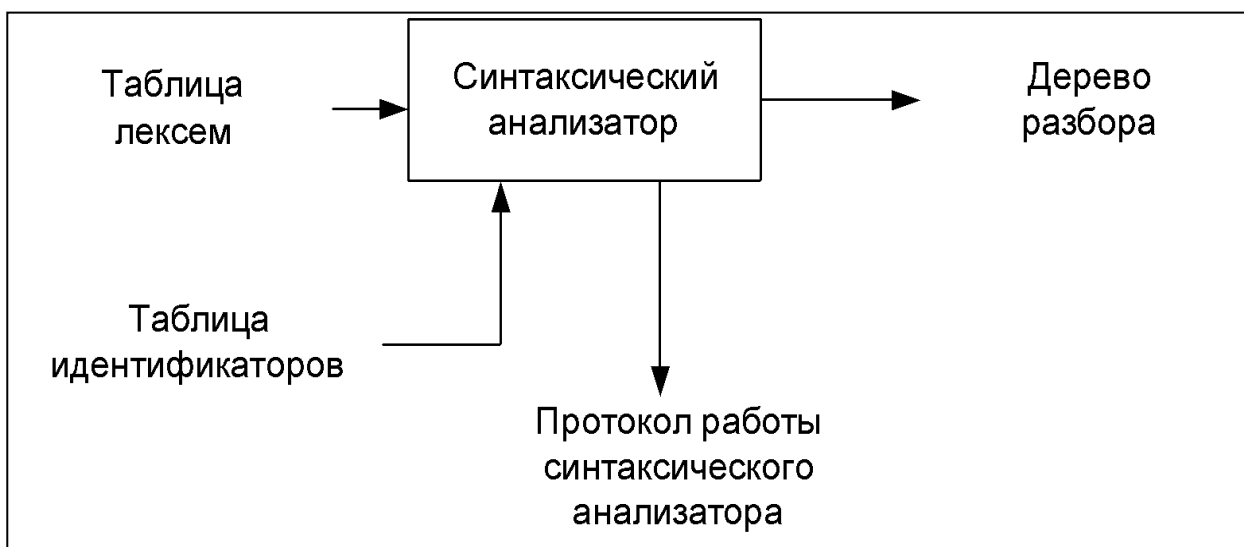 Таблица
лексем
Синтаксический
анализатор
Дерево
разбора
Таблица
идентификаторов
Протокол работы
синтаксического
анализатора